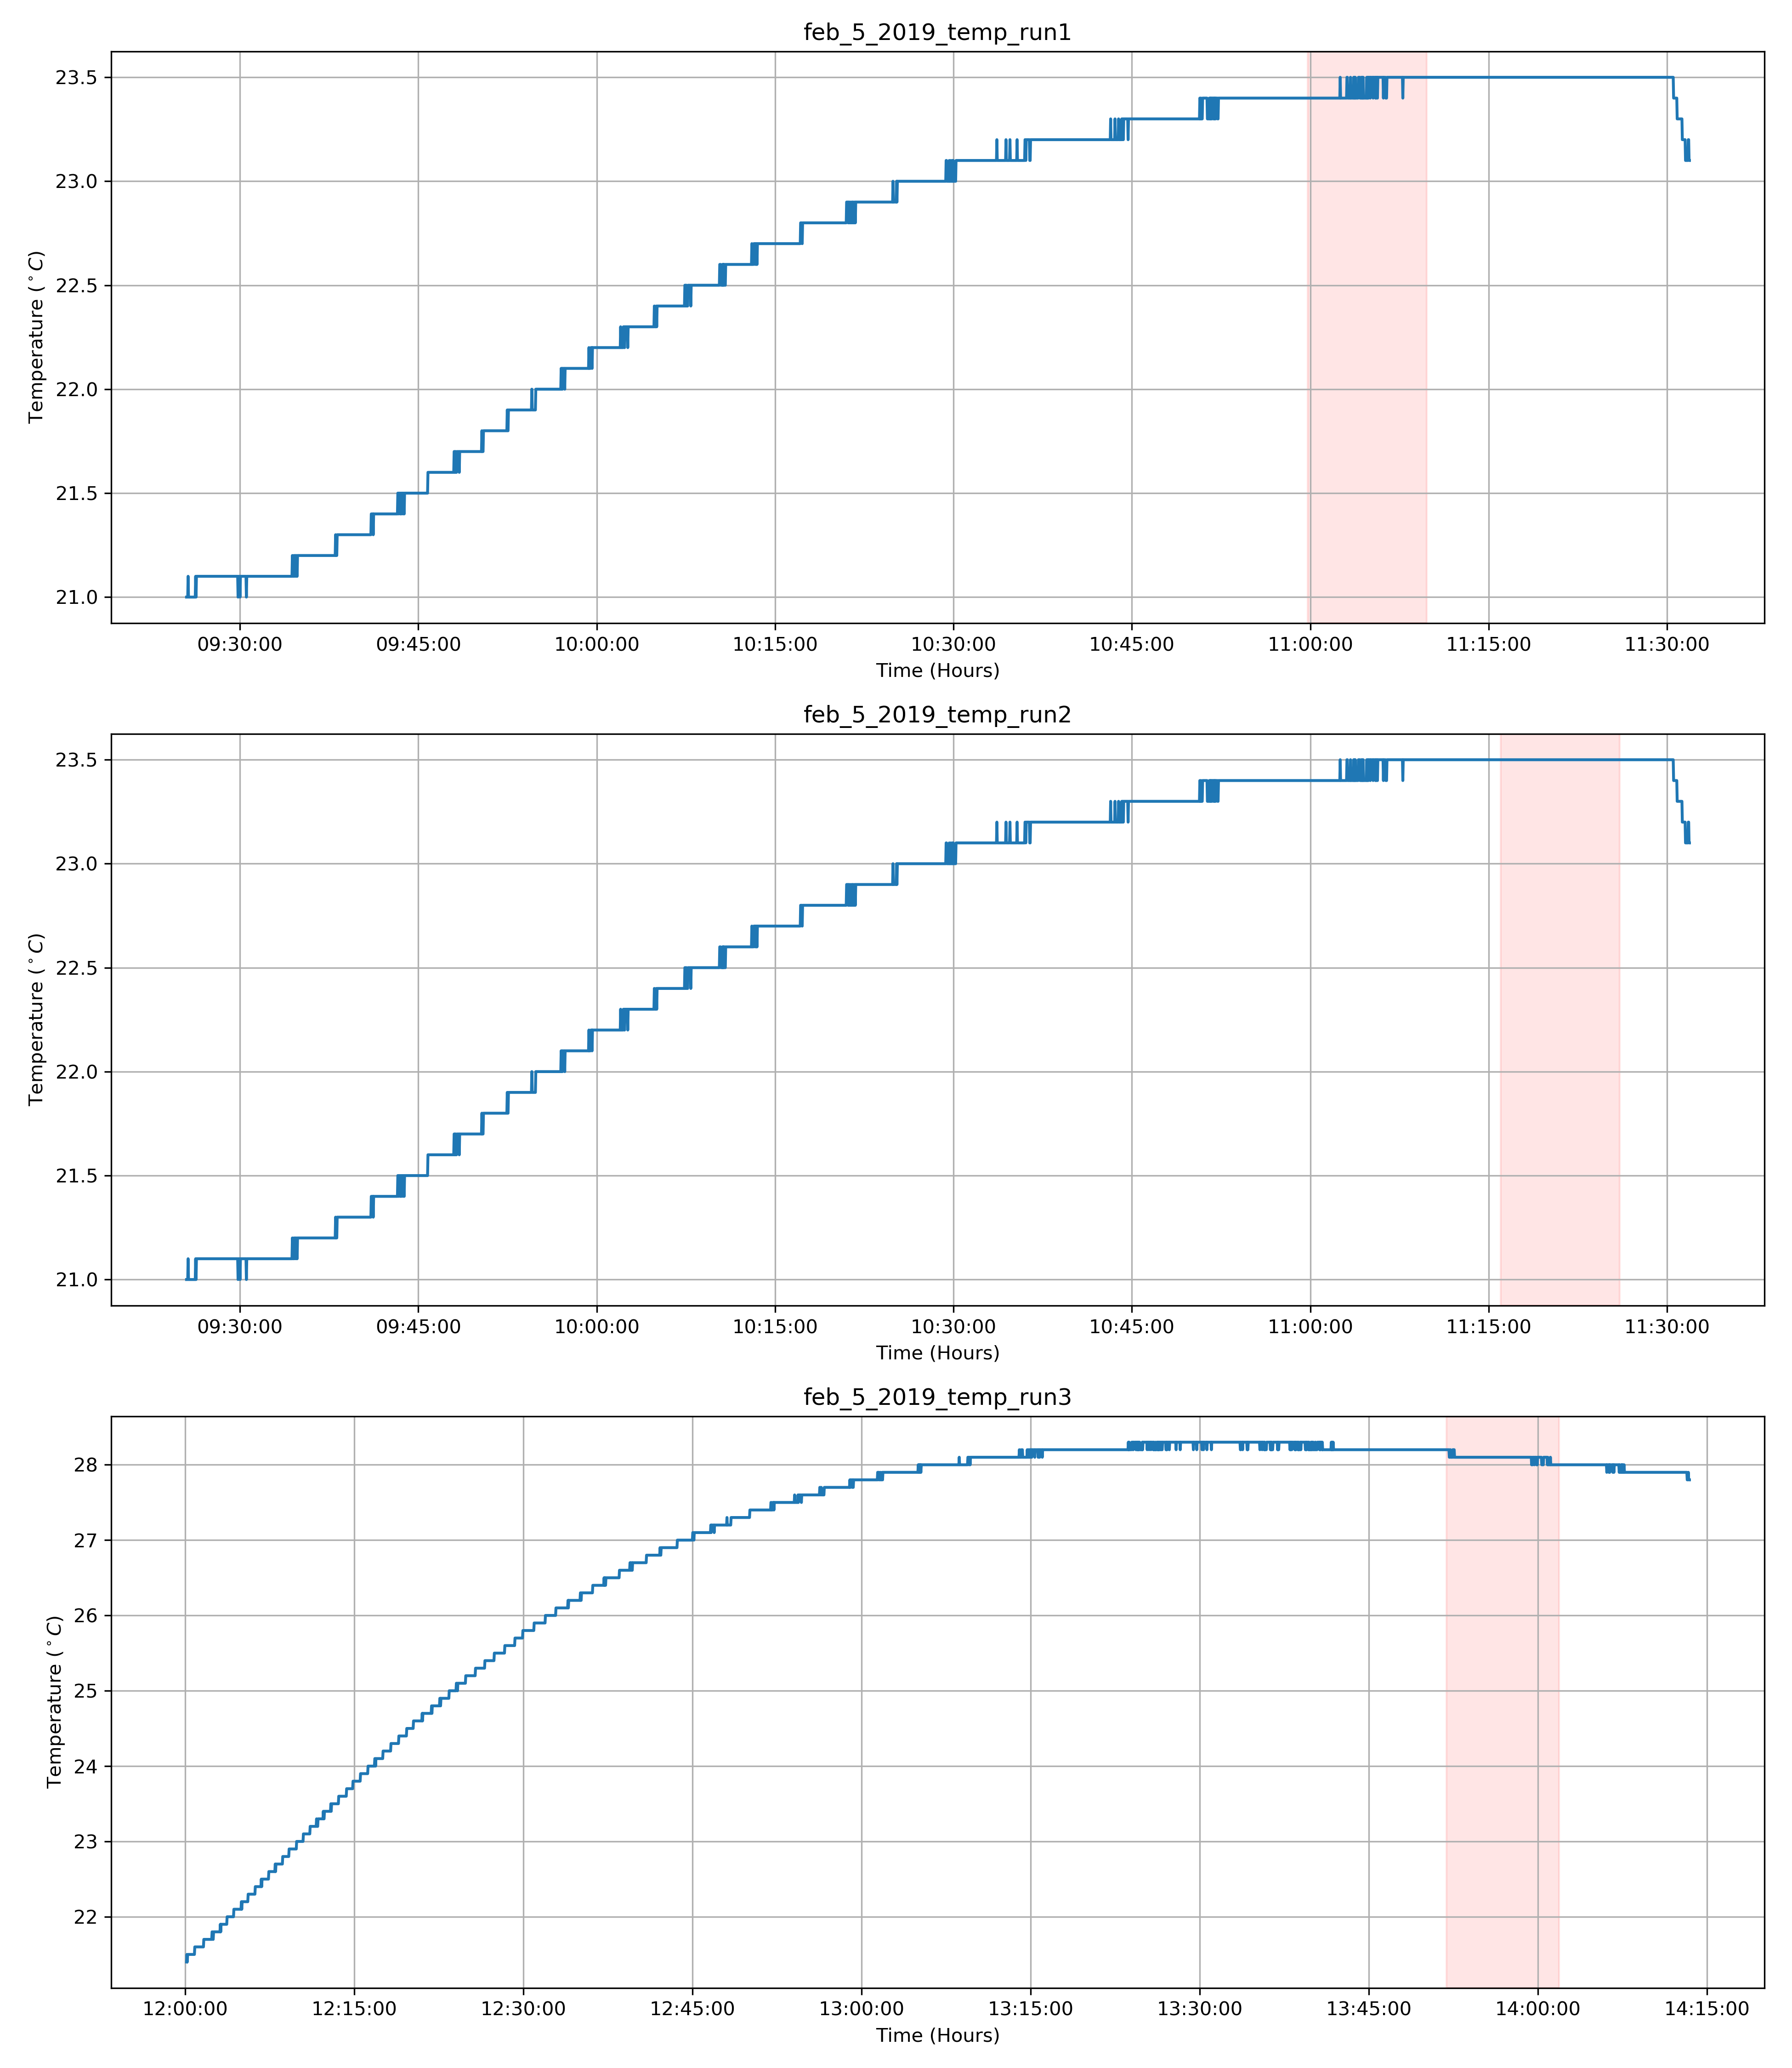 feb_5_2019_temp_run1
Temperature (°C)
23.5
23.0
22.5
22.0
21.5
21.0
09:30:00 09:45:00 10:00:00 10:15:00 10:30:00 10:45:00 11:00:00 11:15:00 11:30:00
Time (Hours)
feb_5_2019_temp_run2
Temperature (°C)
23.5
23.0
22.5
22.0
21.5
21.0
09:30:00 09:45:00 10:00:00 10:15:00 10:30:00 10:45:00 11:00:00 11:15:00 11:30:00
Time (Hours)
feb_5_2019_temp_run3
Temperature (°C)
28
27
26
25
24
23
22
12:00:00 12:15:00 12:30:00 12:45:00 13:00:00 13:15:00 13:30:00 13:45:00 14:00:00 14:15:00
Time (Hours)